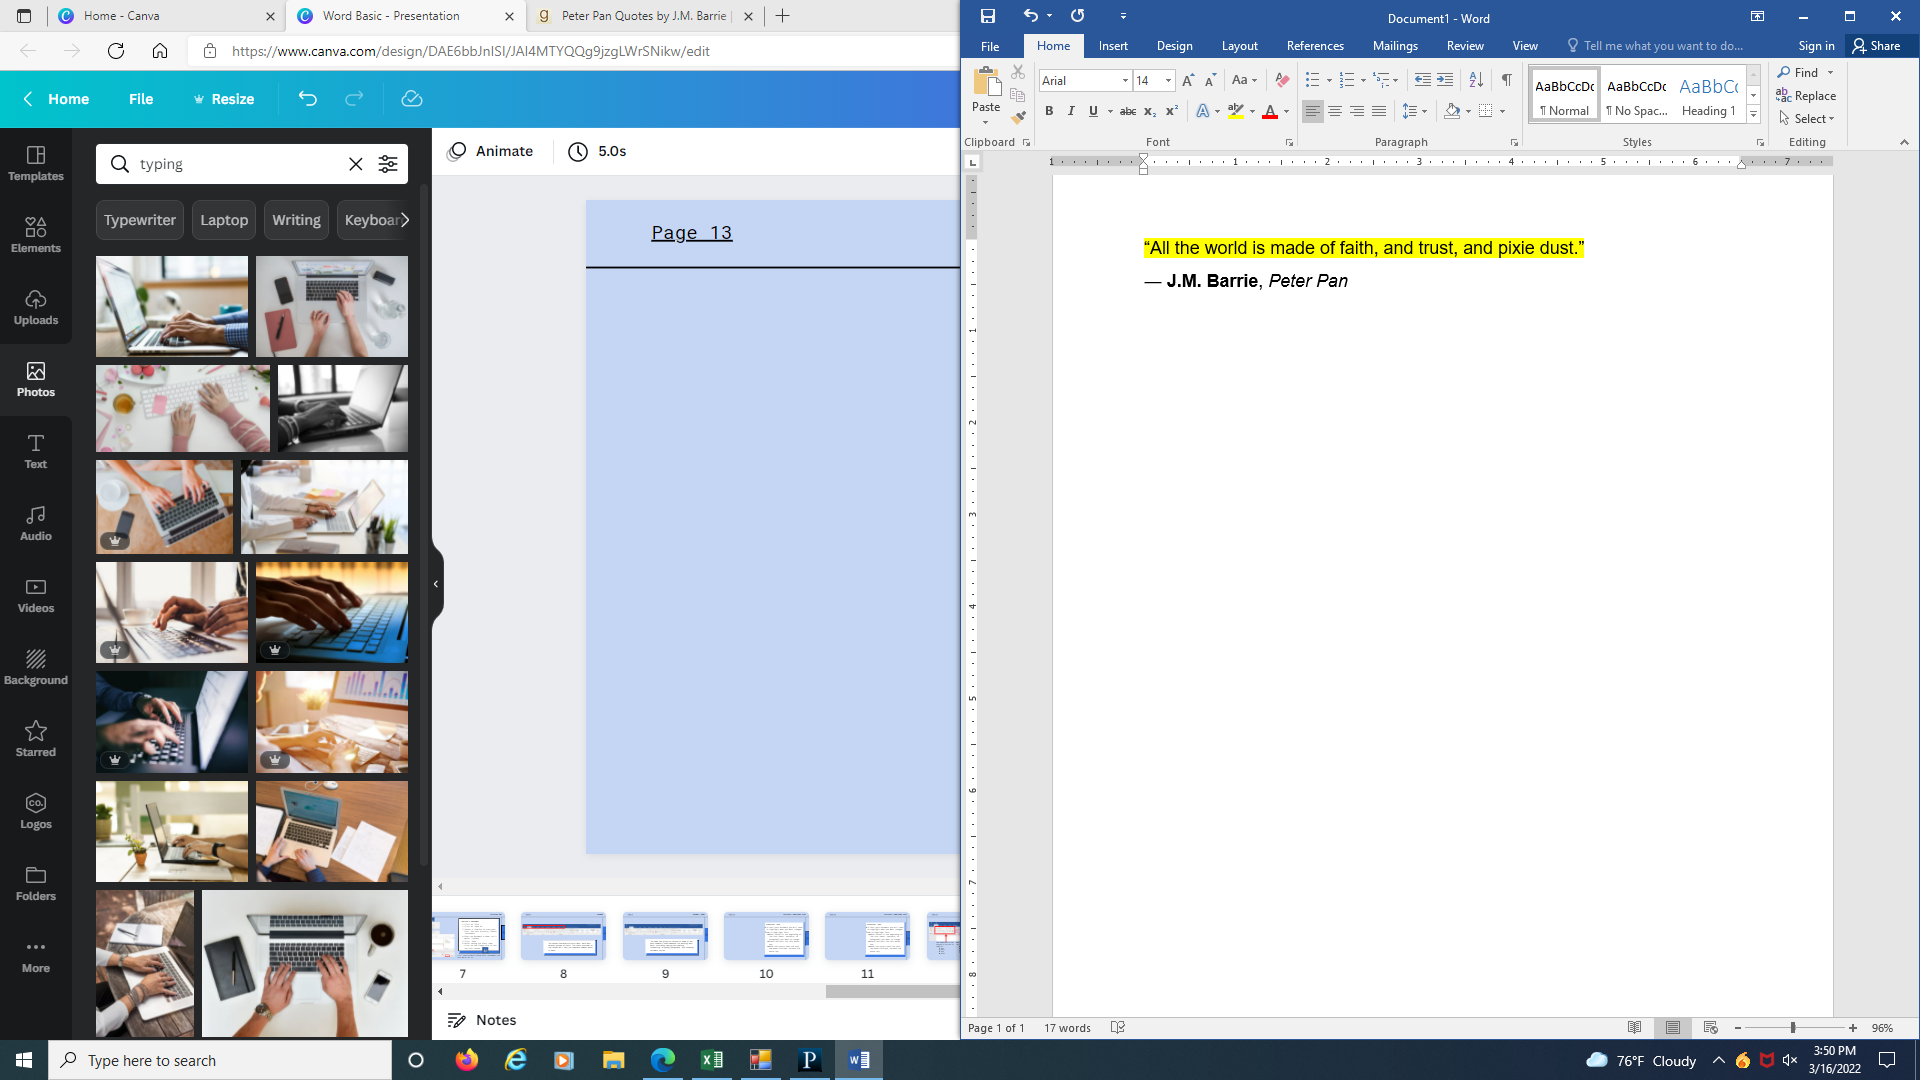 Home - Canva
Word Basic - Presentation
Peter Pan Quotes by J.M. Barrie
https://www.canva.com/design/DAE6bbJnISI/JAI4MTYQQg9jzgLWrSNikw/edit
Home
File
Resize
Templates
Elements
Uploads
Photos
Text
Audio
Videos
Background
Starred
Logos
Folders
More
typing
Typewriter
Laptop
Writing
Keyboar
Animate
5.0s
Page 13
7
8
9
10
11
Notes
Document1 - Word
File
Home
Insert
Design
Layout
References
Mailings
Review
View
Tell me what you want to do...
Sign in
Share
Paste
Clipboard
Arial
14
Font
Paragraph
AaBbCcDc
¶ Normal
AaBbCcDc
¶ No Spac...
AaBbCc
Heading 1
Styles
Find
Replace
Select
Editing
“All the world is made of faith, and trust, and pixie dust.”
― J.M. Barrie, Peter Pan
Page 1 of 1
17 words
96%
Type here to search
76°F Cloudy
3:50 PM
3/16/2022